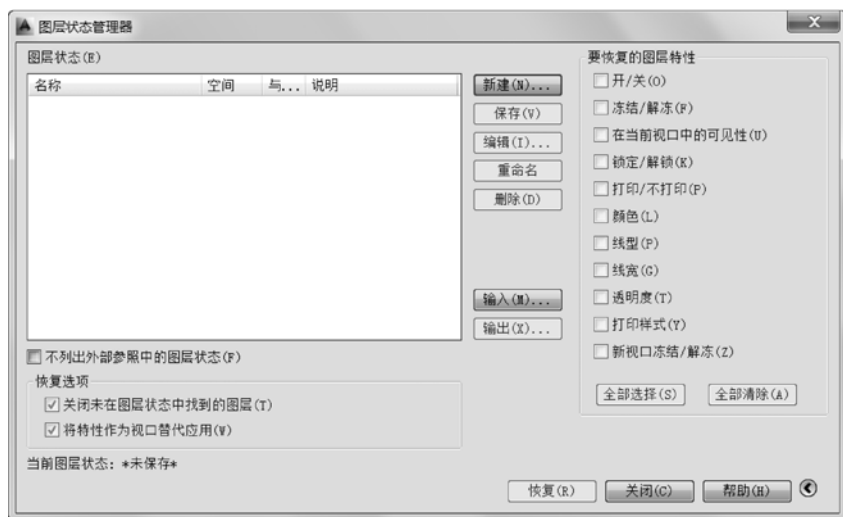 图层状态管理器
图层状态(E)
名称 空间 与... 说明
新建(N)...
保存(V)
编辑(I)...
重命名
删除(D)
输入(M)...
输出(X)...
不列出外部参照中的图层状态(F)
恢复选项
关闭未在图层状态中找到的图层(T)
将特性作为视口替代应用(W)
当前图层状态: *未保存*
要恢复的图层特性
开/关(O)
冻结/解冻(F)
在当前视口中的可见性(U)
锁定/解锁(K)
打印/不打印(P)
颜色(L)
线型(P)
线宽(G)
透明度(T)
打印样式(Y)
新视口冻结/解冻(Z)
全部选择(S) 全部清除(A)
恢复(R) 关闭(C) 帮助(H)